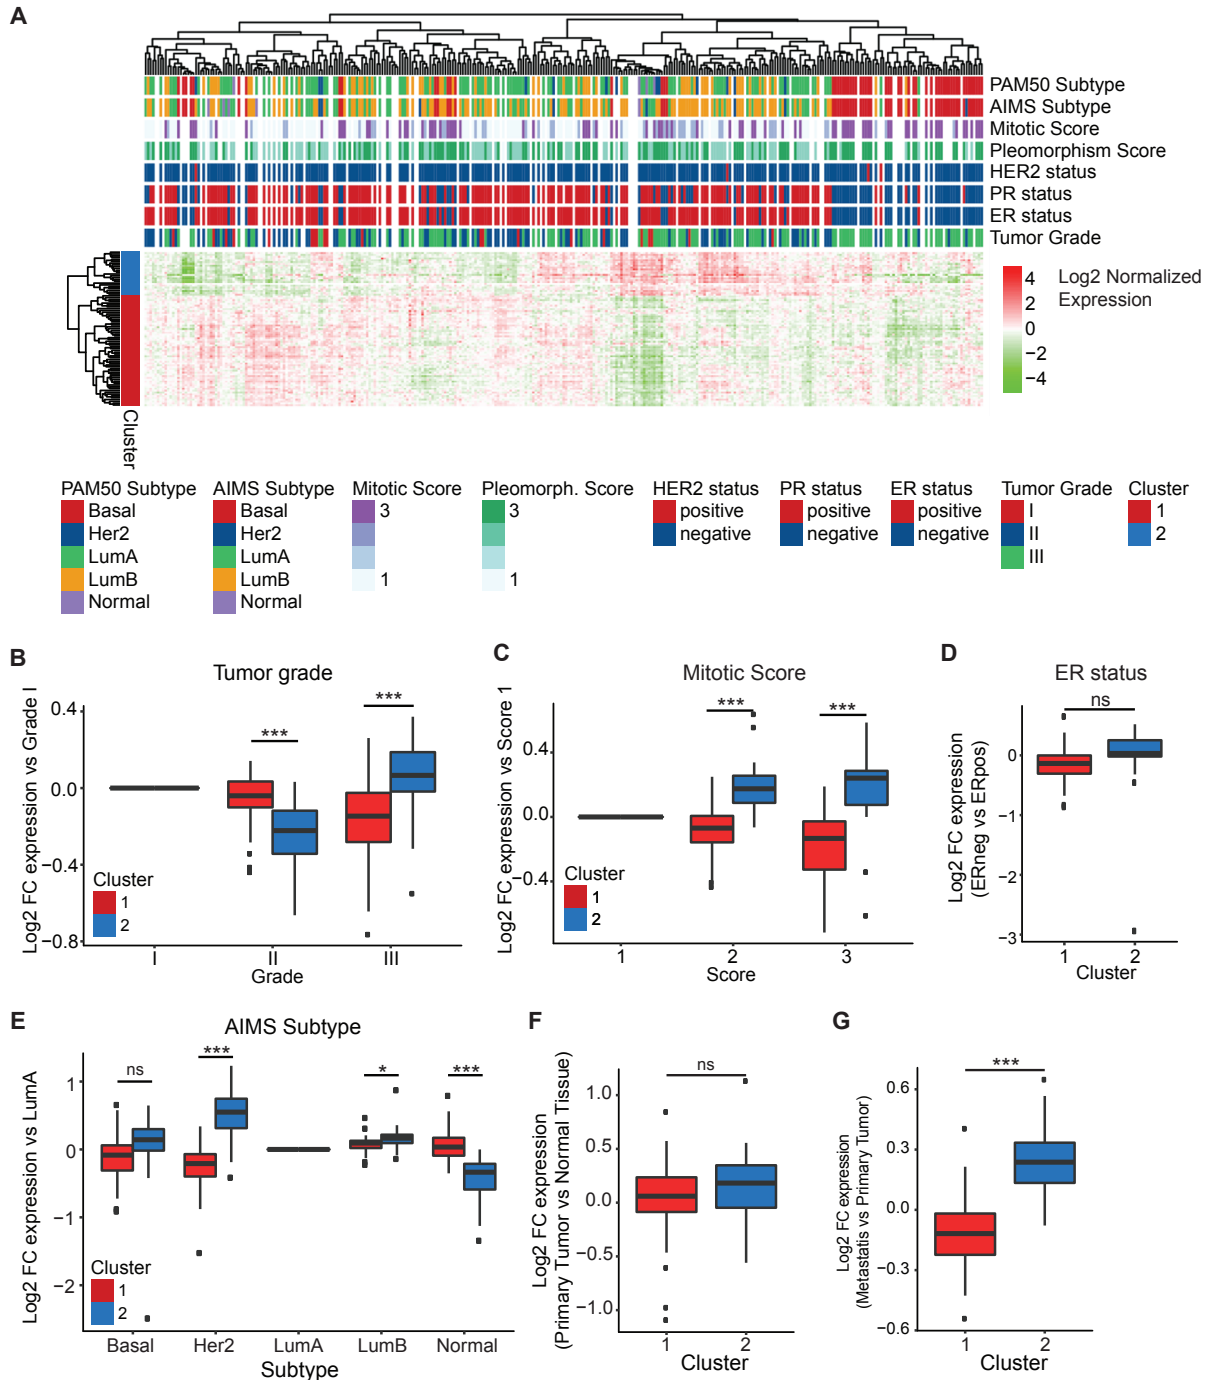 A
PAM50 Subtype
AIMS Subtype
Mitotic Score
Pleomorphism Score
HER2 status
PR status
ER status
Tumor Grade
Cluster
4
2
0
−2
−4
Log2 Normalized
Expression
PAM50 Subtype
Basal
Her2
LumA
LumB
Normal
AIMS Subtype
Basal
Her2
LumA
LumB
Normal
Mitotic Score
3
1
Pleomorph. Score
3
1
HER2 status
positive
negative
PR status
positive
negative
ER status
positive
negative
Tumor Grade
I
II
III
Cluster
1
2
B
Tumor grade
Log2 FC expression vs Grade I
0.4
0.0
−0.4
−0.8
***
***
Cluster
1
2
I II III
Grade
C
Mitotic Score
Log2 FC expression vs Score 1
0.4
0.0
−0.4
***
***
Cluster
1
2
1 2 3
Score
D
ER status
Log2 FC expression
(ERneg vs ERpos)
0
−1
−2
−3
ns
1 2
Cluster
E
AIMS Subtype
Log2 FC expression vs LumA
1
0
−1
−2
ns
***
*
***
Cluster
1
2
Basal Her2 LumA LumB Normal
Subtype
F
Log2 FC expression
(Primary Tumor vs Normal Tissue)
1.0
0.5
0.0
−0.5
−1.0
ns
1 2
Cluster
G
Log2 FC expression
(Metastatis vs Primary Tumor)
0.6
0.3
0.0
−0.3
−0.6
***
1 2
Cluster